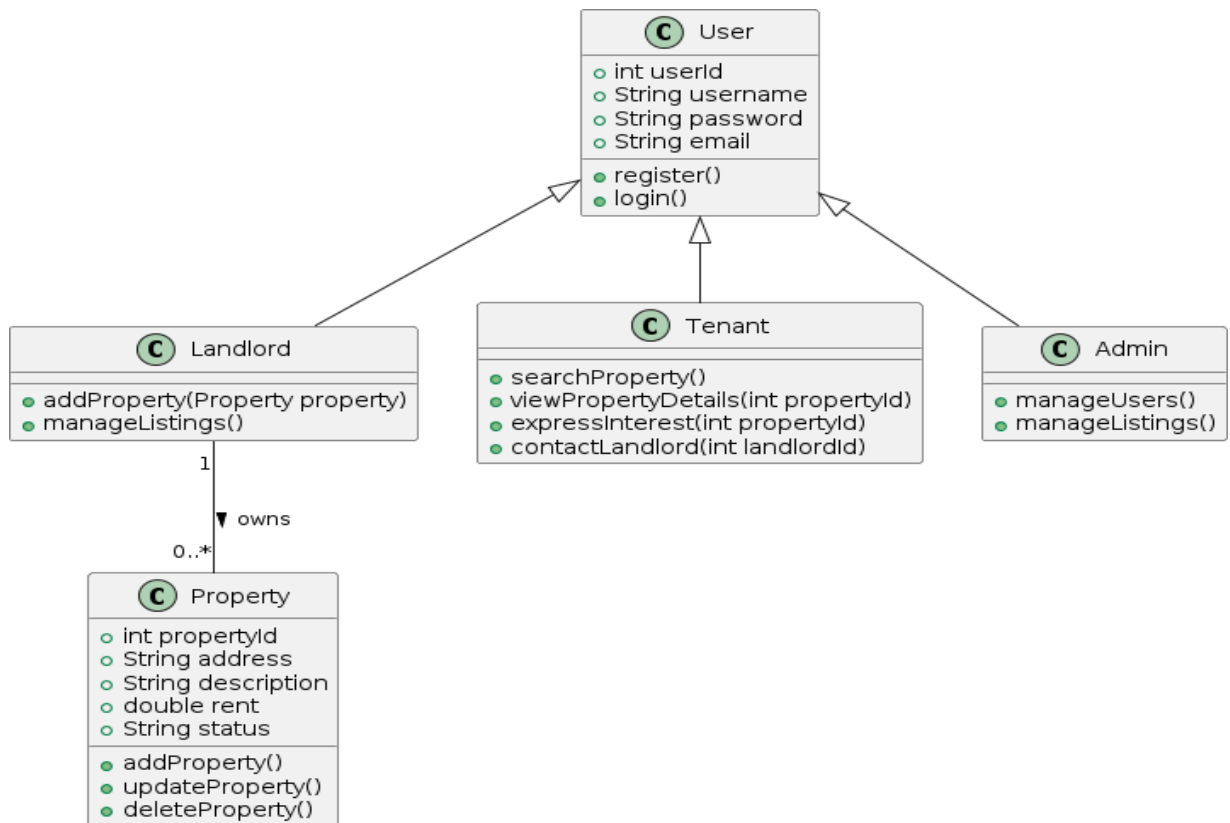 C User
int userId
String username
String password
String email
register()
login()
C Landlord
addProperty(Property property)
manageListings()
C Tenant
searchProperty()
viewPropertyDetails(int propertyId)
expressInterest(int propertyId)
contactLandlord(int landlordId)
C Admin
manageUsers()
manageListings()
1
owns
0..*
C Property
int propertyId
String address
String description
double rent
String status
addProperty()
updateProperty()
deleteProperty()